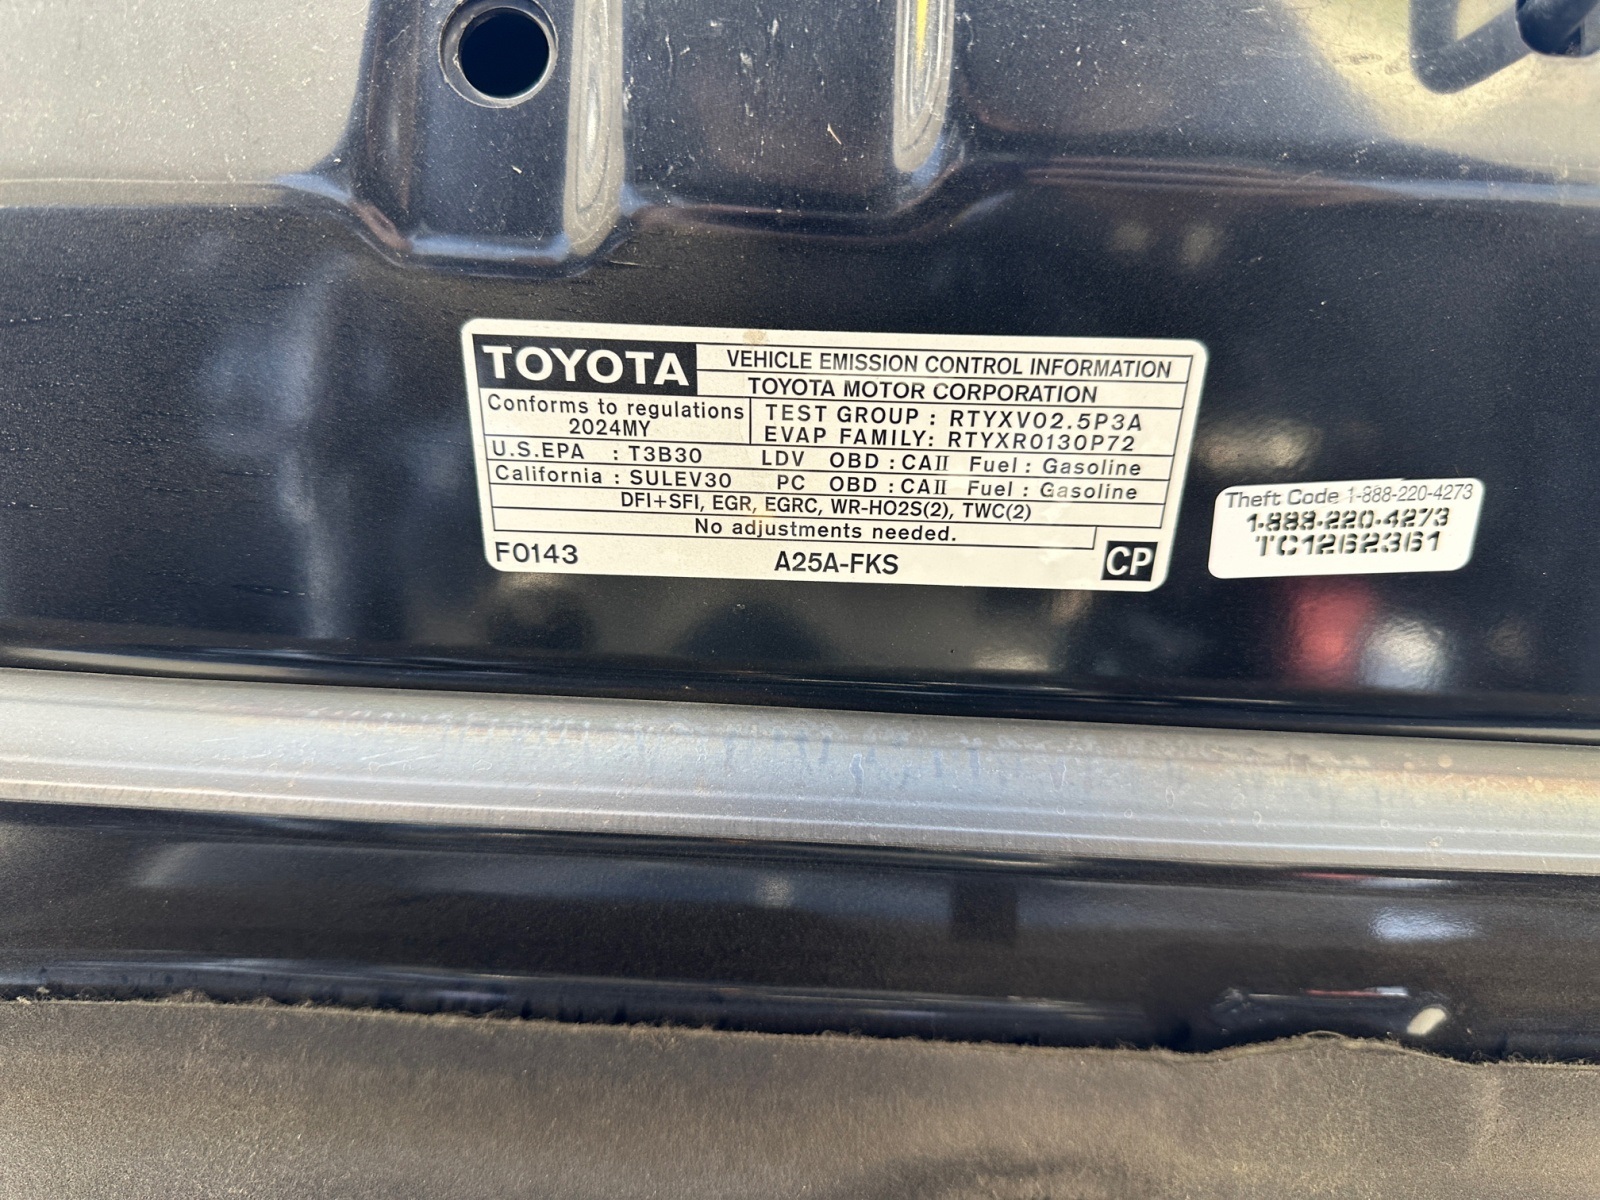 TOYOTA
VEHICLE EMISSION CONTROL INFORMATION
TOYOTA MOTOR CORPORATION
Conforms to regulations
2024MY
TEST GROUP : RTYXV02.5P3A
EVAP FAMILY: RTYXR0130P72
U.S.EPA : T3B30 LDV OBD : CAII Fuel : Gasoline
California : SULEV30 PC OBD : CAII Fuel : Gasoline
DFI+SFI, EGR, EGRC, WR-HO2S(2), TWC(2)
No adjustments needed.
F0143 A25A-FKS CP
Theft Code 1-888-220-4273
1-888-220-4273
TC1262361